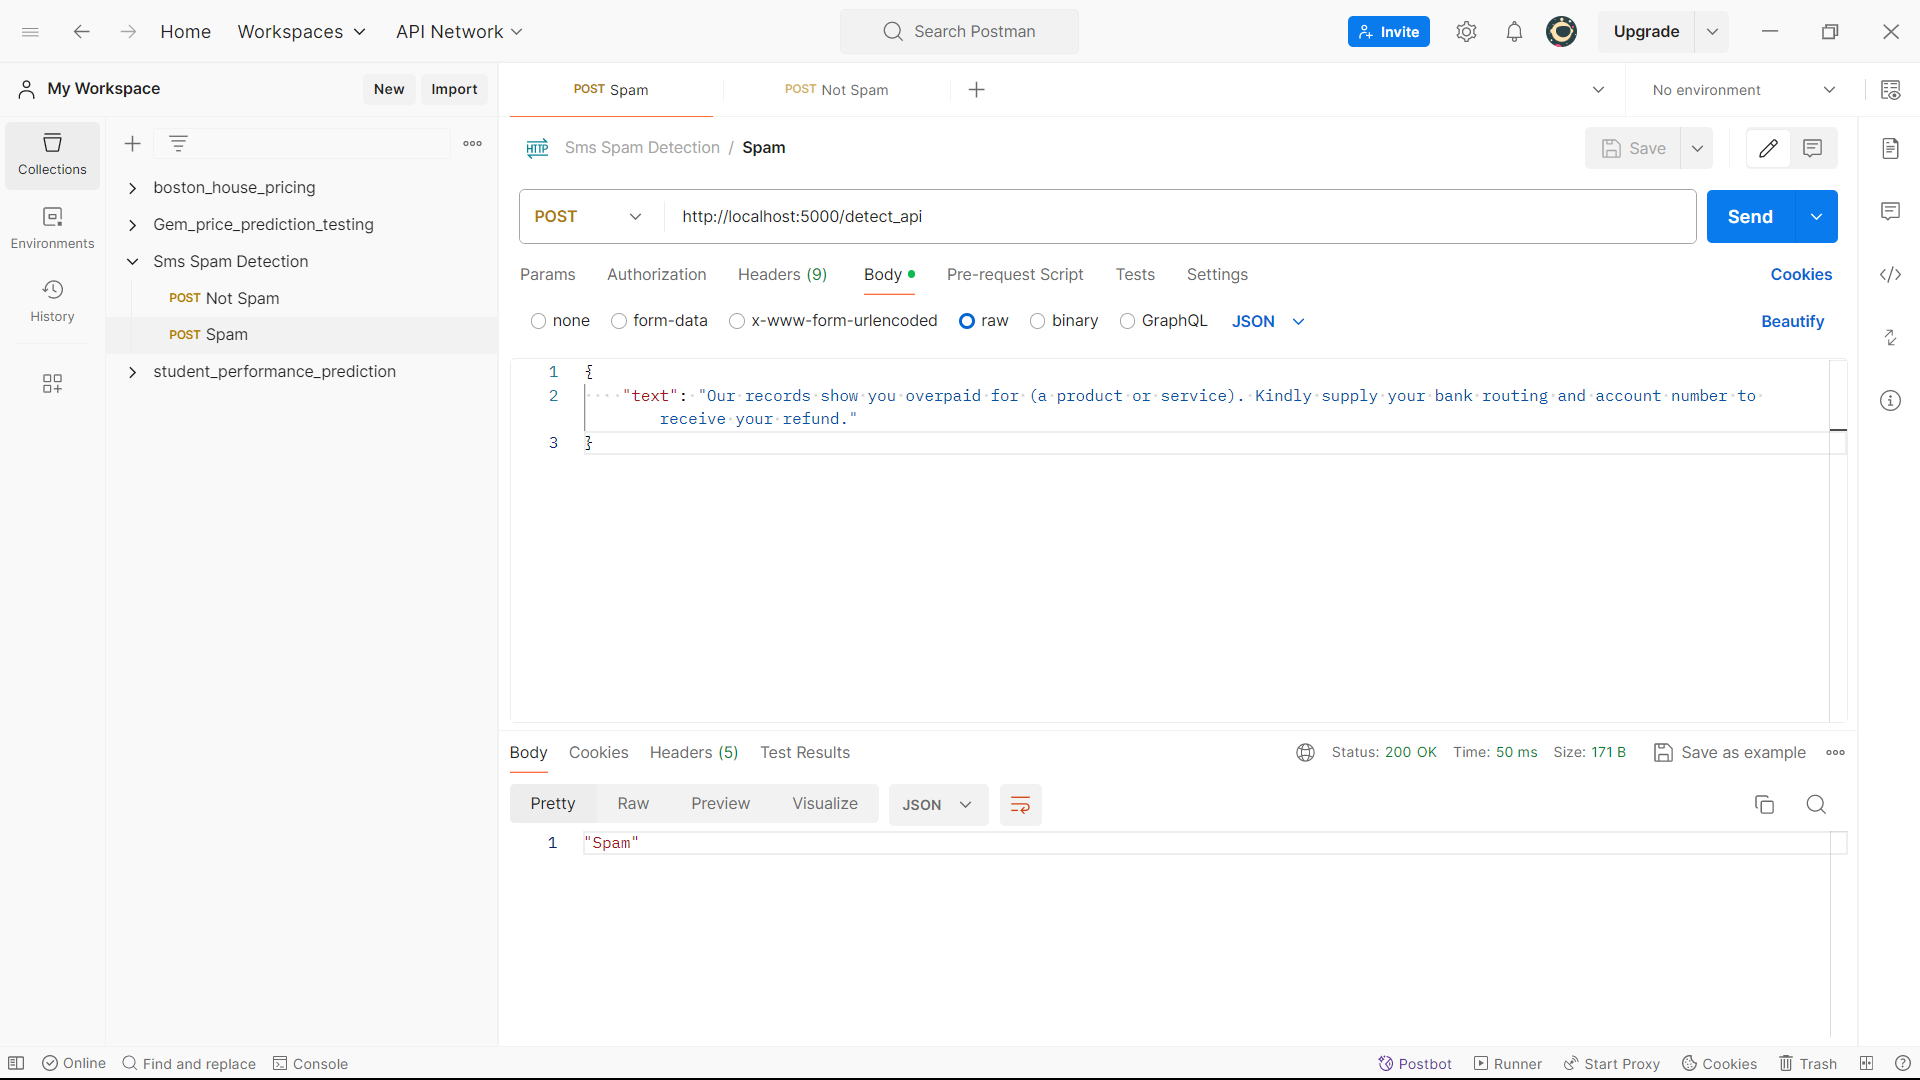 Home Workspaces API Network Search Postman Invite Upgrade
My Workspace New Import
POST Spam POST Not Spam No environment
Collections
Environments
History
boston_house_pricing
Gem_price_prediction_testing
Sms Spam Detection
POST Not Spam
POST Spam
student_performance_prediction
HTTP Sms Spam Detection / Spam Save
POST http://localhost:5000/detect_api Send
Params Authorization Headers (9) Body Pre-request Script Tests Settings Cookies
none form-data x-www-form-urlencoded raw binary GraphQL JSON Beautify
1 {
2 "text": "Our records show you overpaid for (a product or service). Kindly supply your bank routing and account number to
receive your refund."
3 }
Body Cookies Headers (5) Test Results Status: 200 OK Time: 50 ms Size: 171 B Save as example
Pretty Raw Preview Visualize JSON
1 "Spam"
Online Find and replace Console Postbot Runner Start Proxy Cookies Trash